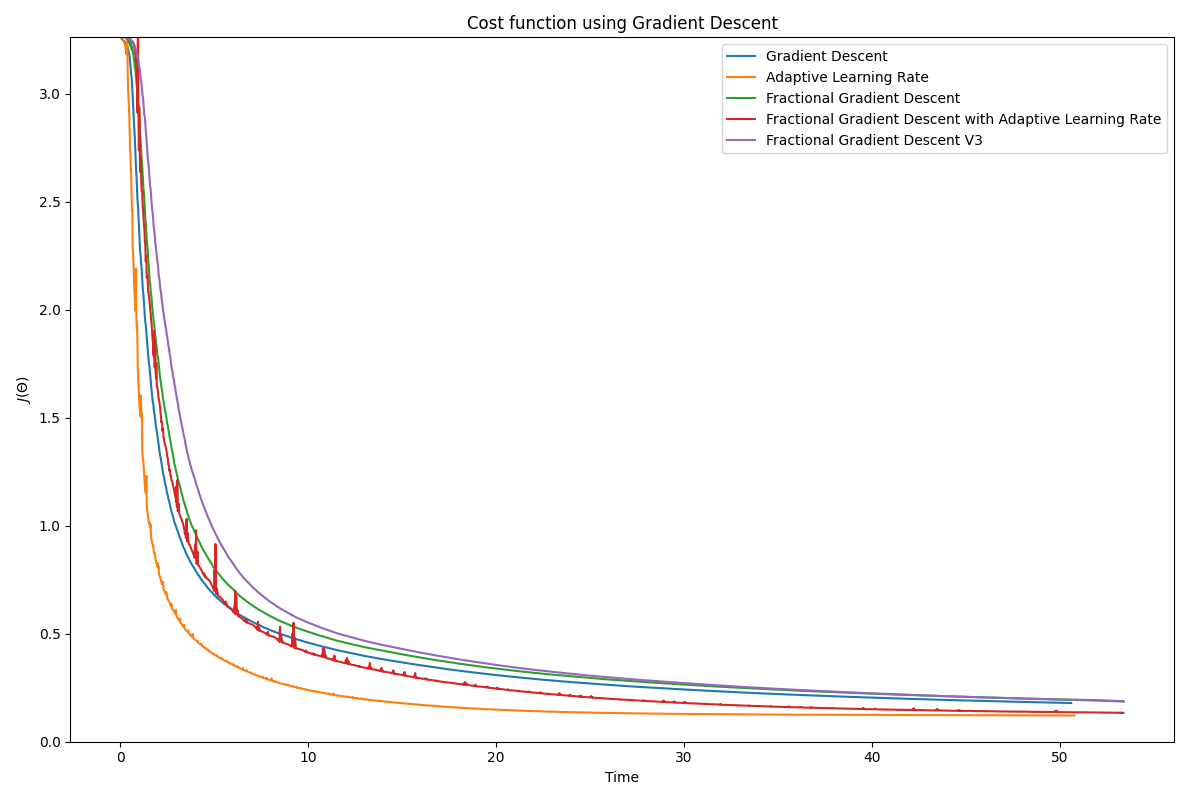 Cost function using Gradient Descent
Gradient Descent
Adaptive Learning Rate
Fractional Gradient Descent
Fractional Gradient Descent with Adaptive Learning Rate
Fractional Gradient Descent V3
J(Θ)
3.0
2.5
2.0
1.5
1.0
0.5
0.0
0 10 20 30 40 50
Time